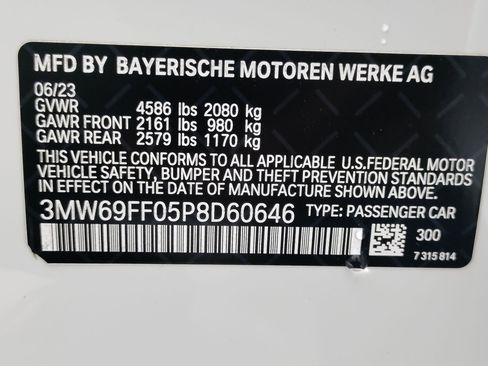 MFD BY BAYERISCHE MOTOREN WERKE AG
06/23
GVWR 4586 lbs 2080 kg
GAWR FRONT 2161 lbs 980 kg
GAWR REAR 2579 lbs 1170 kg
THIS VEHICLE CONFORMS TO ALL APPLICABLE U.S.FEDERAL MOTOR
VEHICLE SAFETY, BUMPER AND THEFT PREVENTION STANDARDS
IN EFFECT ON THE DATE OF MANUFACTURE SHOWN ABOVE.
3MW69FF05P8D60646 TYPE: PASSENGER CAR
300
7 315 814